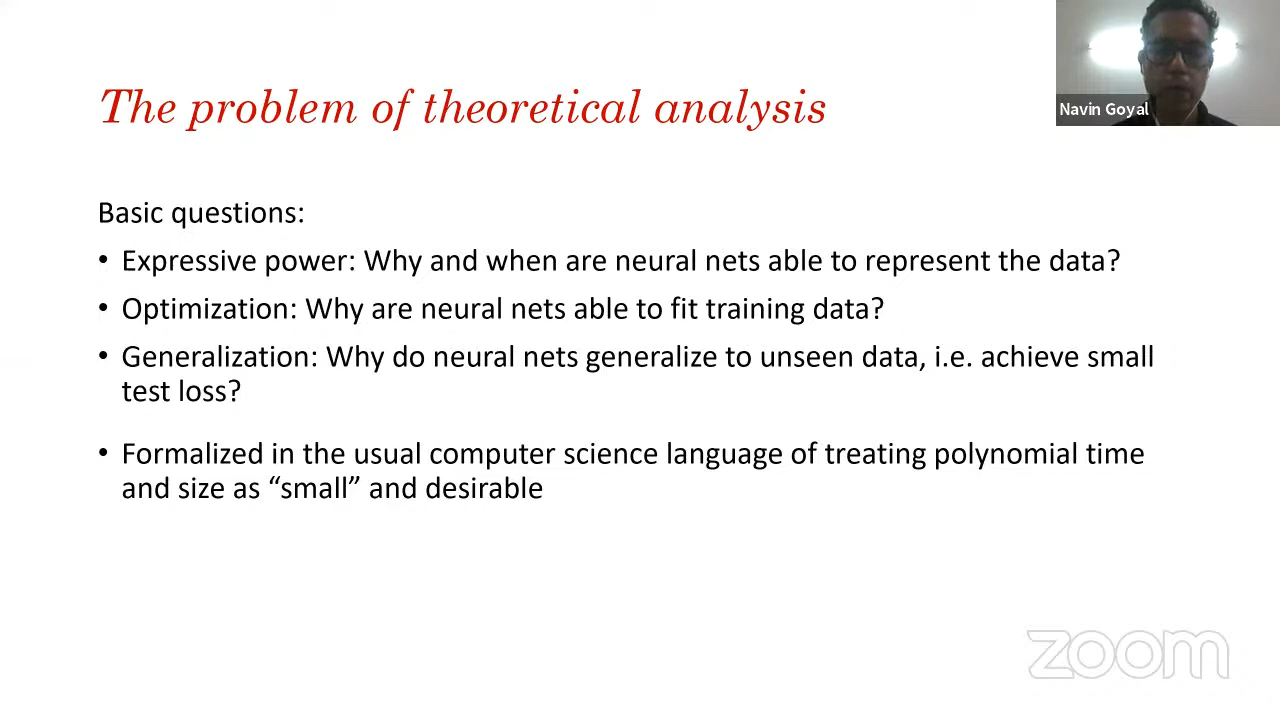 The problem of theoretical analysis
Navin Goyal
Basic questions:
• Expressive power: Why and when are neural nets able to represent the data?
• Optimization: Why are neural nets able to fit training data?
• Generalization: Why do neural nets generalize to unseen data, i.e. achieve small
test loss?
• Formalized in the usual computer science language of treating polynomial time
and size as “small” and desirable
zoom